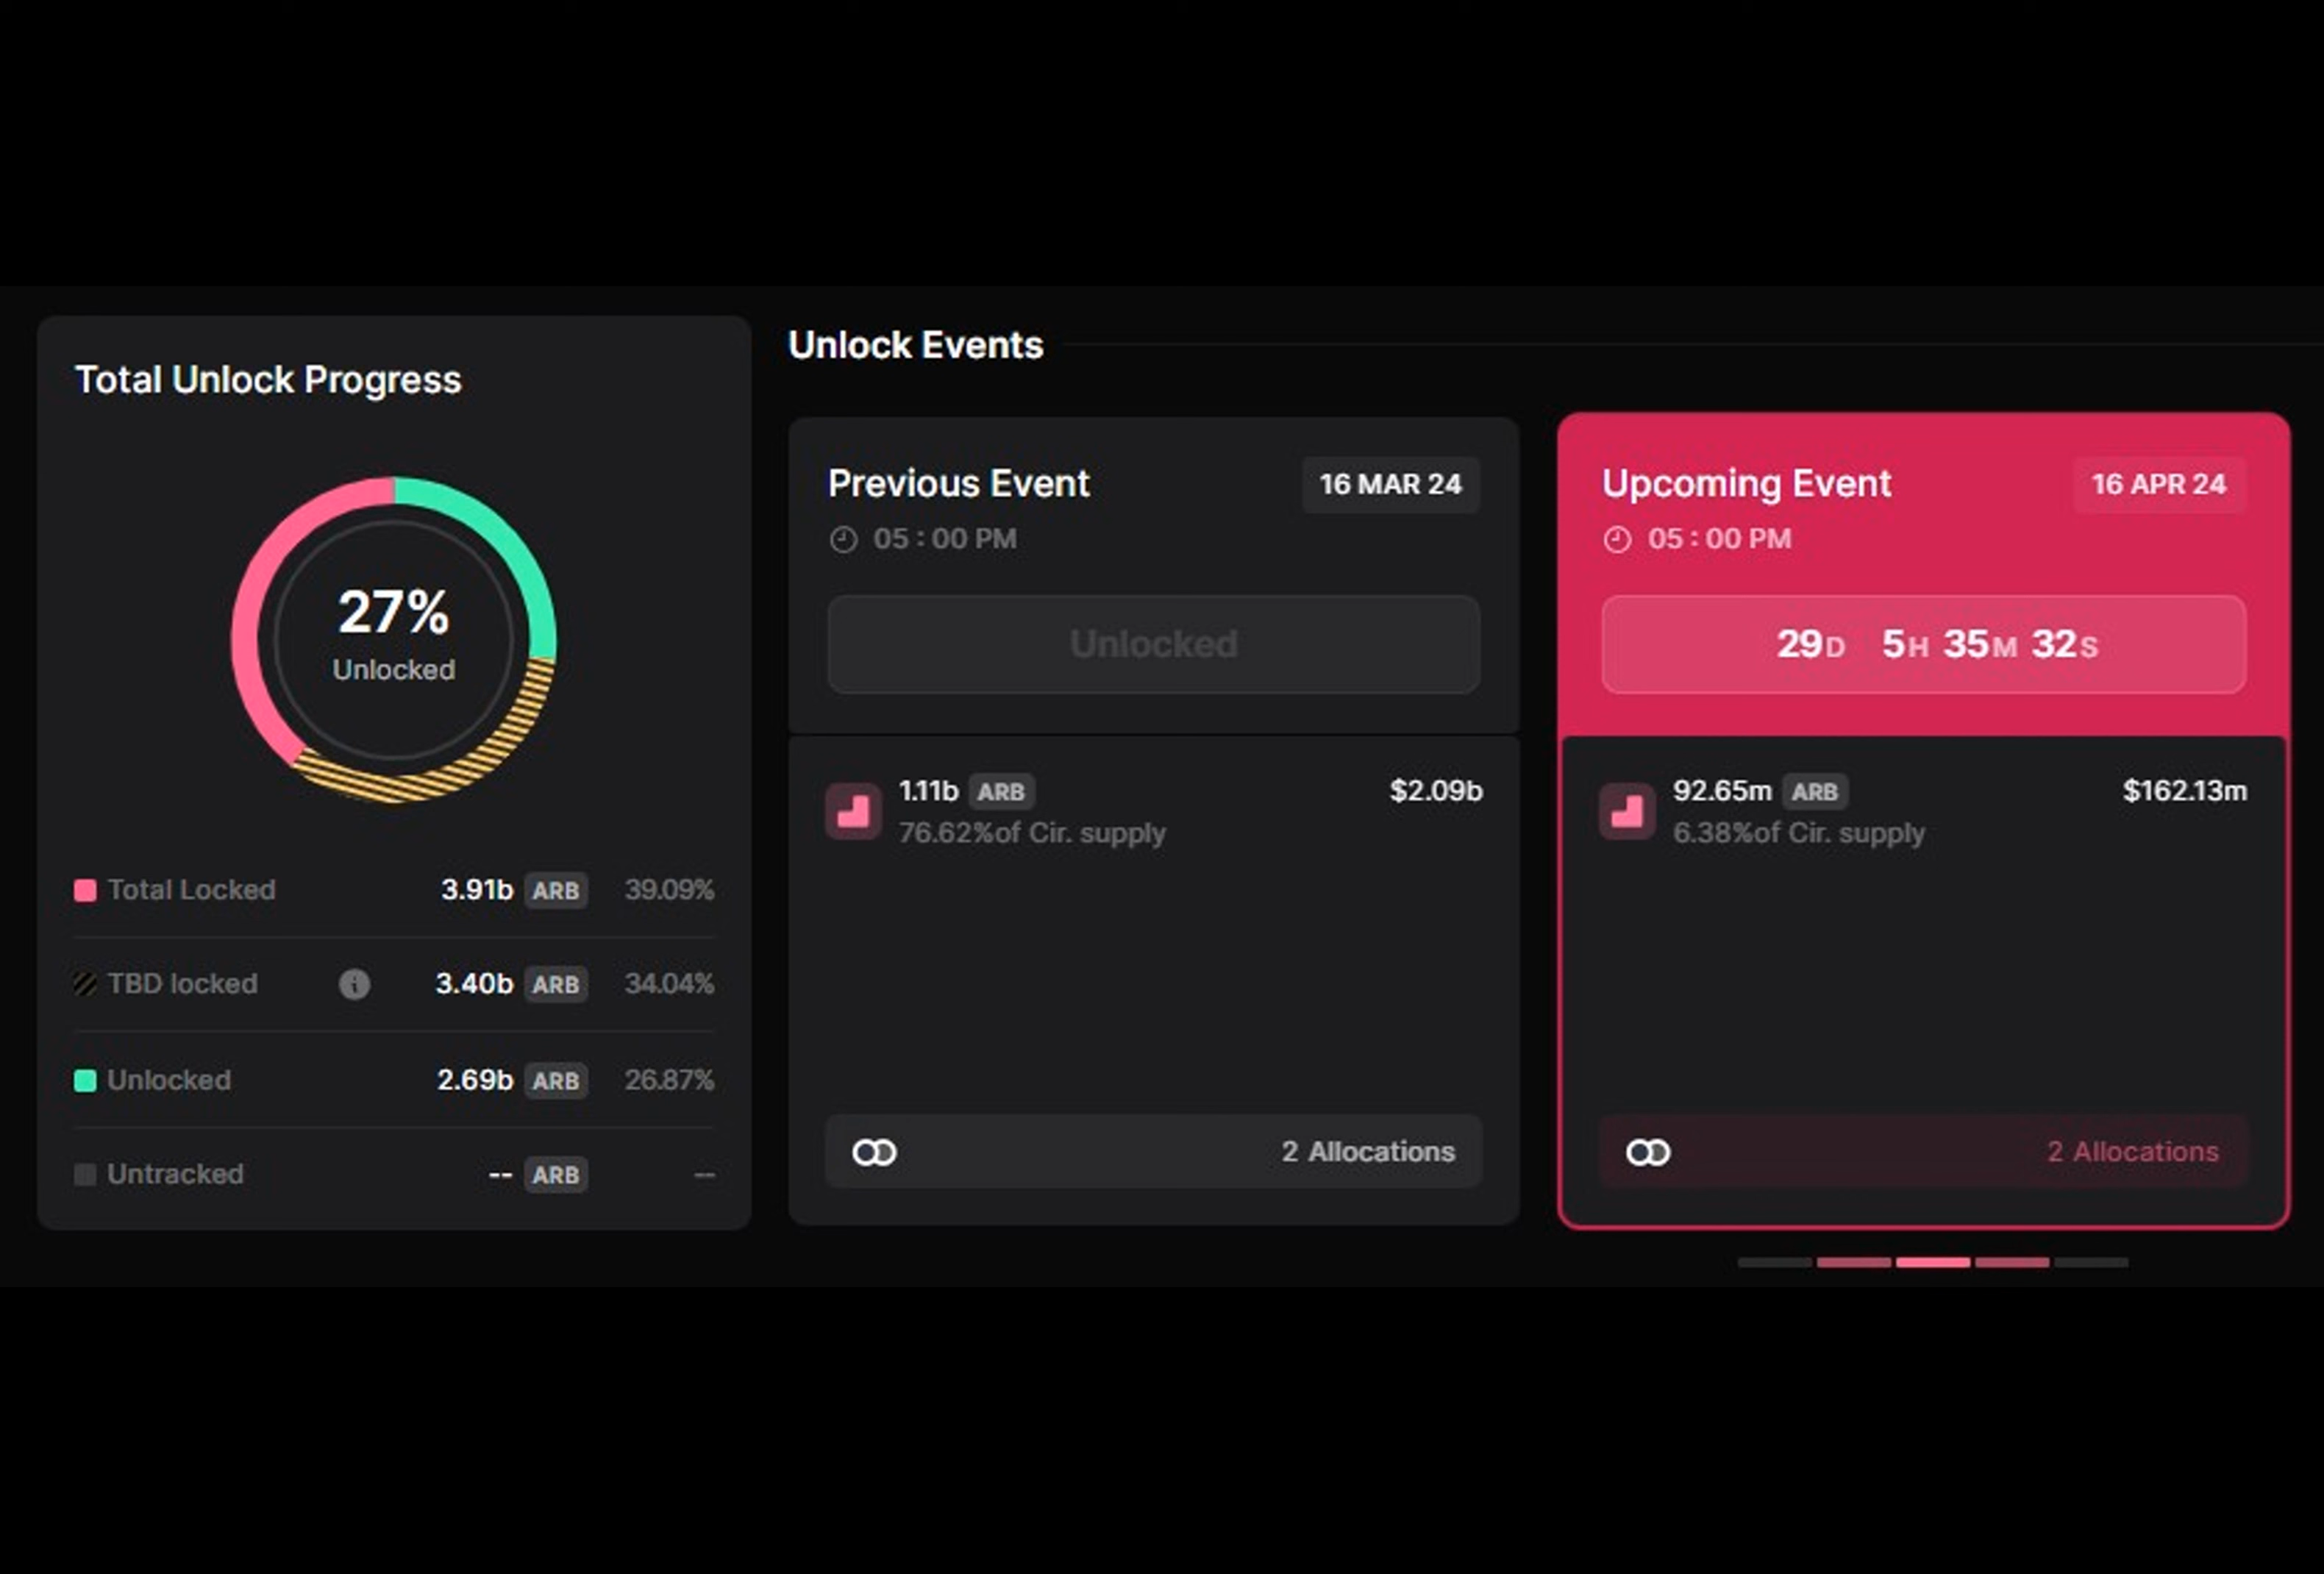 Total Unlock Progress
27%
Unlocked
Total Locked 3.91b ARB 39.09%
TBD locked i 3.40b ARB 34.04%
Unlocked 2.69b ARB 26.87%
Untracked -- ARB --
Unlock Events
Previous Event 16 MAR 24
05 : 00 PM
Unlocked
1.11b ARB $2.09b
76.62%of Cir. supply
2 Allocations
Upcoming Event 16 APR 24
05 : 00 PM
29D 5H 35M 32S
92.65m ARB $162.13m
6.38%of Cir. supply
2 Allocations